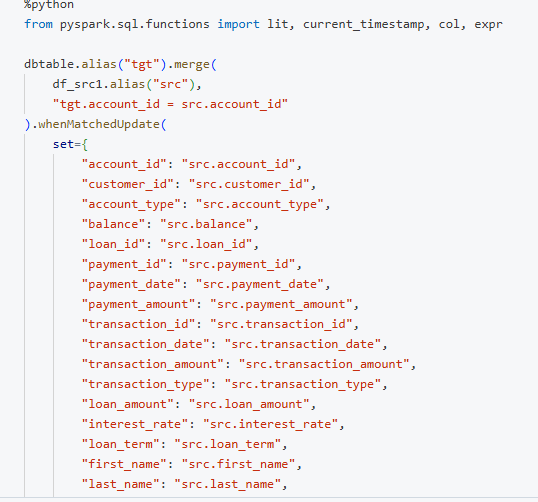 %python
from pyspark.sql.functions import lit, current_timestamp, col, expr
dbtable.alias("tgt").merge(
df_src1.alias("src"),
"tgt.account_id = src.account_id"
).whenMatchedUpdate(
set={
"account_id": "src.account_id",
"customer_id": "src.customer_id",
"account_type": "src.account_type",
"balance": "src.balance",
"loan_id": "src.loan_id",
"payment_id": "src.payment_id",
"payment_date": "src.payment_date",
"payment_amount": "src.payment_amount",
"transaction_id": "src.transaction_id",
"transaction_date": "src.transaction_date",
"transaction_amount": "src.transaction_amount",
"transaction_type": "src.transaction_type",
"loan_amount": "src.loan_amount",
"interest_rate": "src.interest_rate",
"loan_term": "src.loan_term",
"first_name": "src.first_name",
"last_name": "src.last_name",